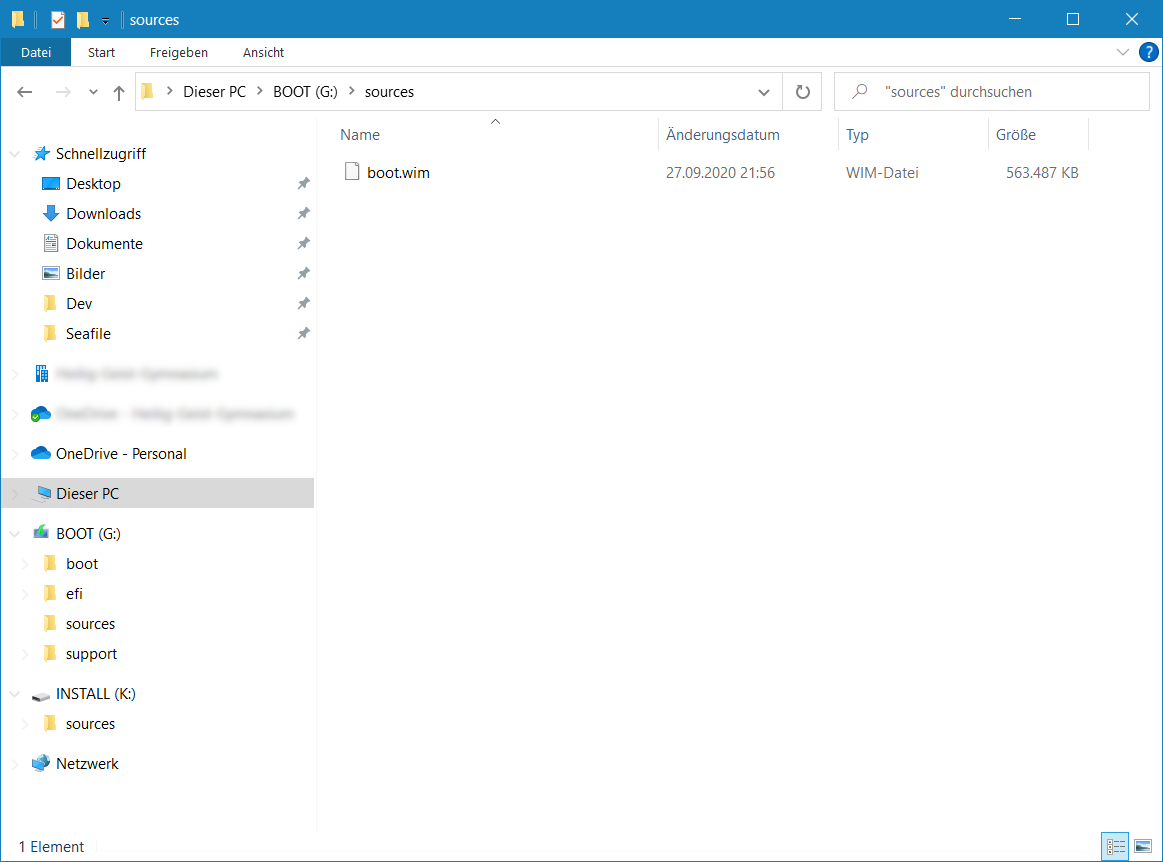 sources
Datei Start Freigeben Ansicht ?
Dieser PC BOOT (G:) sources "sources" durchsuchen
Name Änderungsdatum Typ Größe
boot.wim 27.09.2020 21:56 WIM-Datei 563.487 KB
Schnellzugriff
Desktop
Downloads
Dokumente
Bilder
Dev
Seafile
OneDrive - Personal
Dieser PC
BOOT (G:)
boot
efi
sources
support
INSTALL (K:)
sources
Netzwerk
1 Element